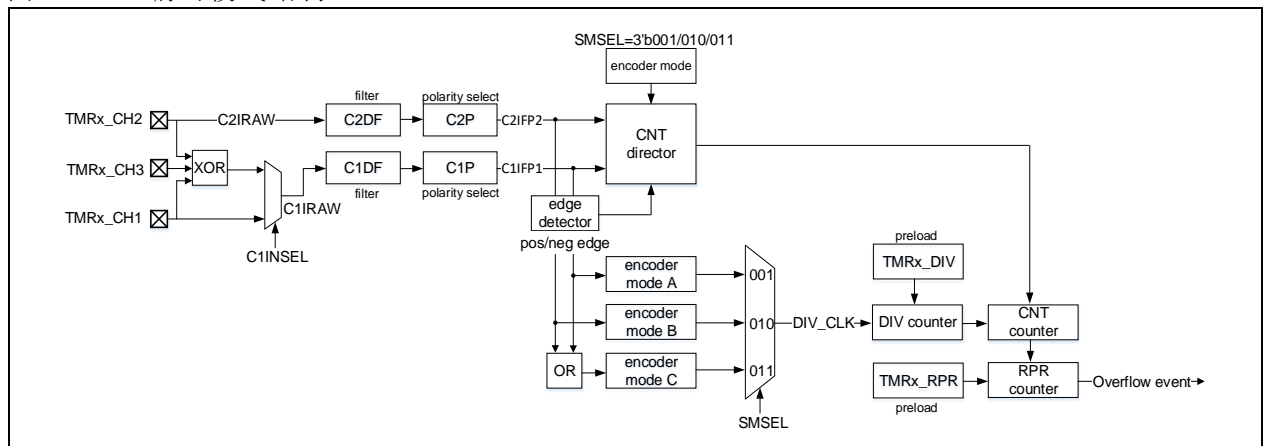 SMSEL=3'b001/010/011
encoder mode
filter
polarity select
TMRx_CH2
C2IRAW
C2DF
C2P
C2IFP2
CNT
director
TMRx_CH3
XOR
C1DF
C1P
C1IFP1
filter
polarity select
C1IRAW
TMRx_CH1
C1INSEL
edge
detector
pos/neg edge
encoder
mode A
001
encoder
mode B
010
encoder
mode C
011
OR
SMSEL
DIV_CLK
preload
TMRx_DIV
DIV counter
CNT
counter
TMRx_RPR
preload
RPR
counter
Overflow event